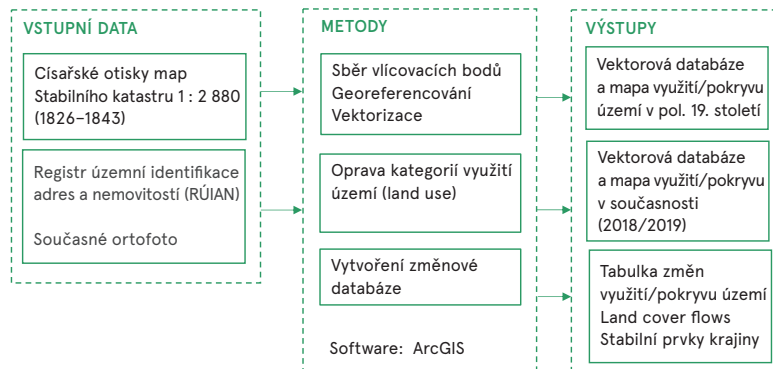 VSTUPNÍ DATA
Císařské otisky map
Stabilního katastru 1 : 2 880
(1826–1843)
Registr územní identifikace
adres a nemovitostí (RÚIAN)
Současné ortofoto
METODY
Sběr vlícovacích bodů
Georeferencování
Vektorizace
Oprava kategorií využití
území (land use)
Vytvoření změnové
databáze
Software: ArcGIS
VÝSTUPY
Vektorová databáze
a mapa využití/pokryvu
území v pol. 19. století
Vektorová databáze
a mapa využití/pokryvu
v současnosti
(2018/2019)
Tabulka změn
využití/pokryvu území
Land cover flows
Stabilní prvky krajiny